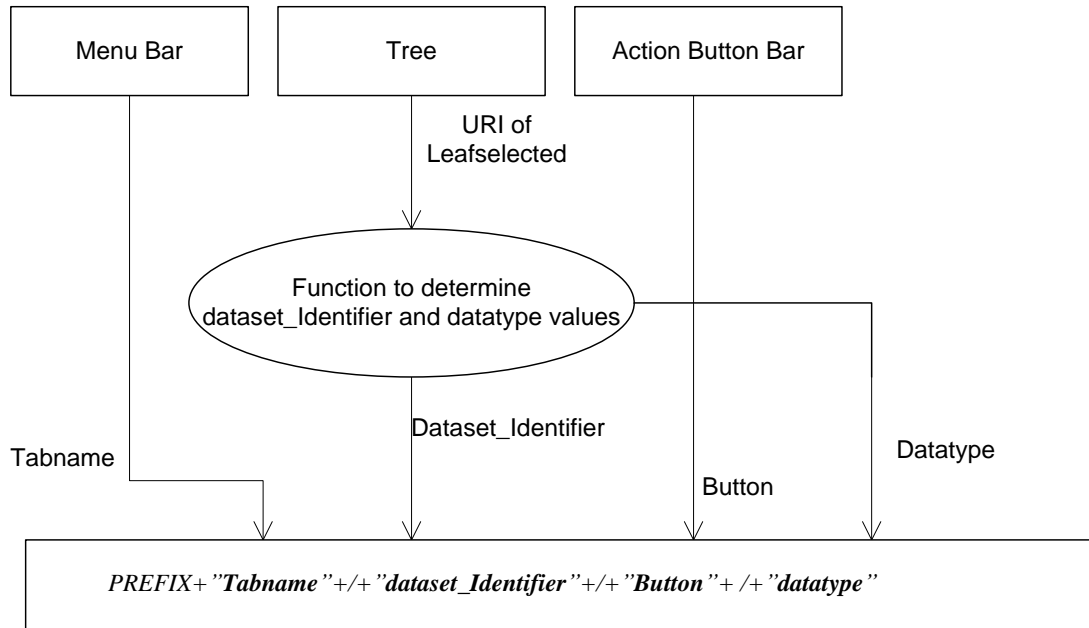 Menu Bar
Tree
Action Button Bar
URI of
Leafselected
Function to determine
dataset_Identifier and datatype values
Dataset_Identifier
Tabname
Datatype
Button
PREFIX+”Tabname”+/+”dataset_Identifier”+/+”Button”+ /+”datatype”